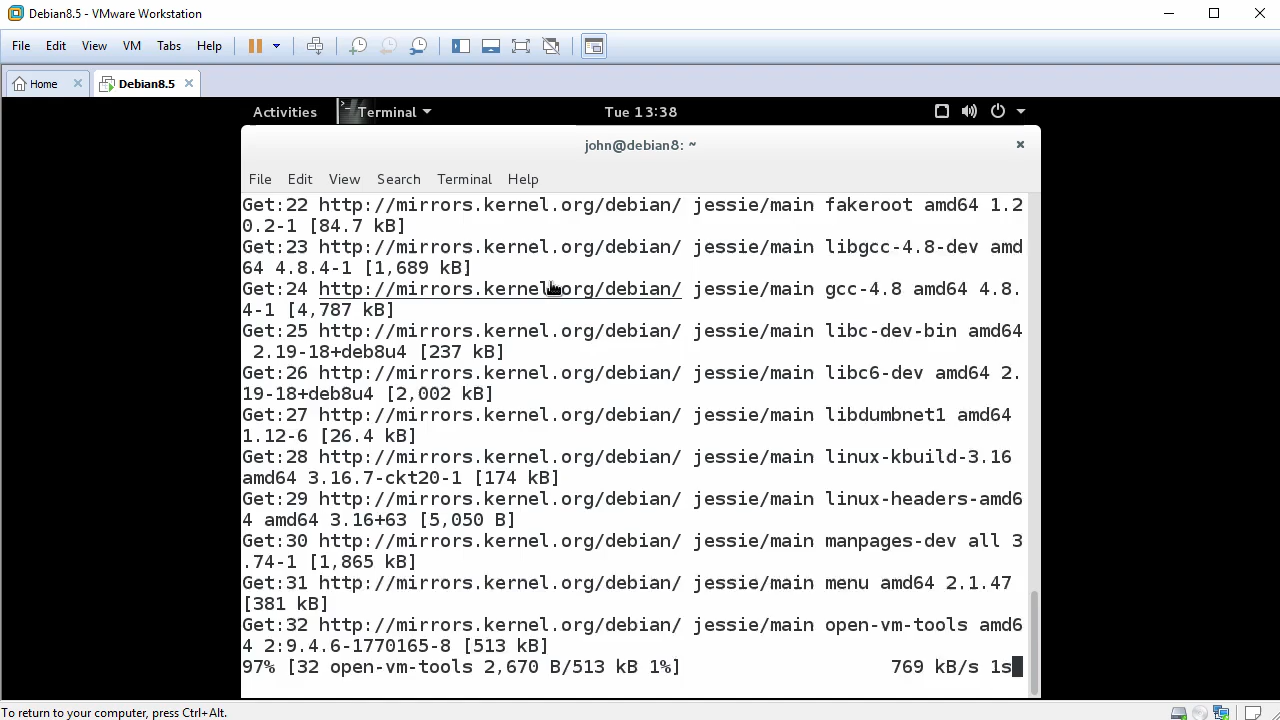 Debian8.5 - VMware Workstation
File Edit View VM Tabs Help
Home Debian8.5
Activities Terminal Tue 13:38
john@debian8: ~
File Edit View Search Terminal Help
Get:22 http://mirrors.kernel.org/debian/ jessie/main fakeroot amd64 1.2
0.2-1 [84.7 kB]
Get:23 http://mirrors.kernel.org/debian/ jessie/main libgcc-4.8-dev amd
64 4.8.4-1 [1,689 kB]
Get:24 http://mirrors.kernel.org/debian/ jessie/main gcc-4.8 amd64 4.8.
4-1 [4,787 kB]
Get:25 http://mirrors.kernel.org/debian/ jessie/main libc-dev-bin amd64
 2.19-18+deb8u4 [237 kB]
Get:26 http://mirrors.kernel.org/debian/ jessie/main libc6-dev amd64 2.
19-18+deb8u4 [2,002 kB]
Get:27 http://mirrors.kernel.org/debian/ jessie/main libdumbnet1 amd64
1.12-6 [26.4 kB]
Get:28 http://mirrors.kernel.org/debian/ jessie/main linux-kbuild-3.16
amd64 3.16.7-ckt20-1 [174 kB]
Get:29 http://mirrors.kernel.org/debian/ jessie/main linux-headers-amd6
4 amd64 3.16+63 [5,050 B]
Get:30 http://mirrors.kernel.org/debian/ jessie/main manpages-dev all 3
.74-1 [1,865 kB]
Get:31 http://mirrors.kernel.org/debian/ jessie/main menu amd64 2.1.47
[381 kB]
Get:32 http://mirrors.kernel.org/debian/ jessie/main open-vm-tools amd6
4 2:9.4.6-1770165-8 [513 kB]
97% [32 open-vm-tools 2,670 B/513 kB 1%] 769 kB/s 1s
To return to your computer, press Ctrl+Alt.